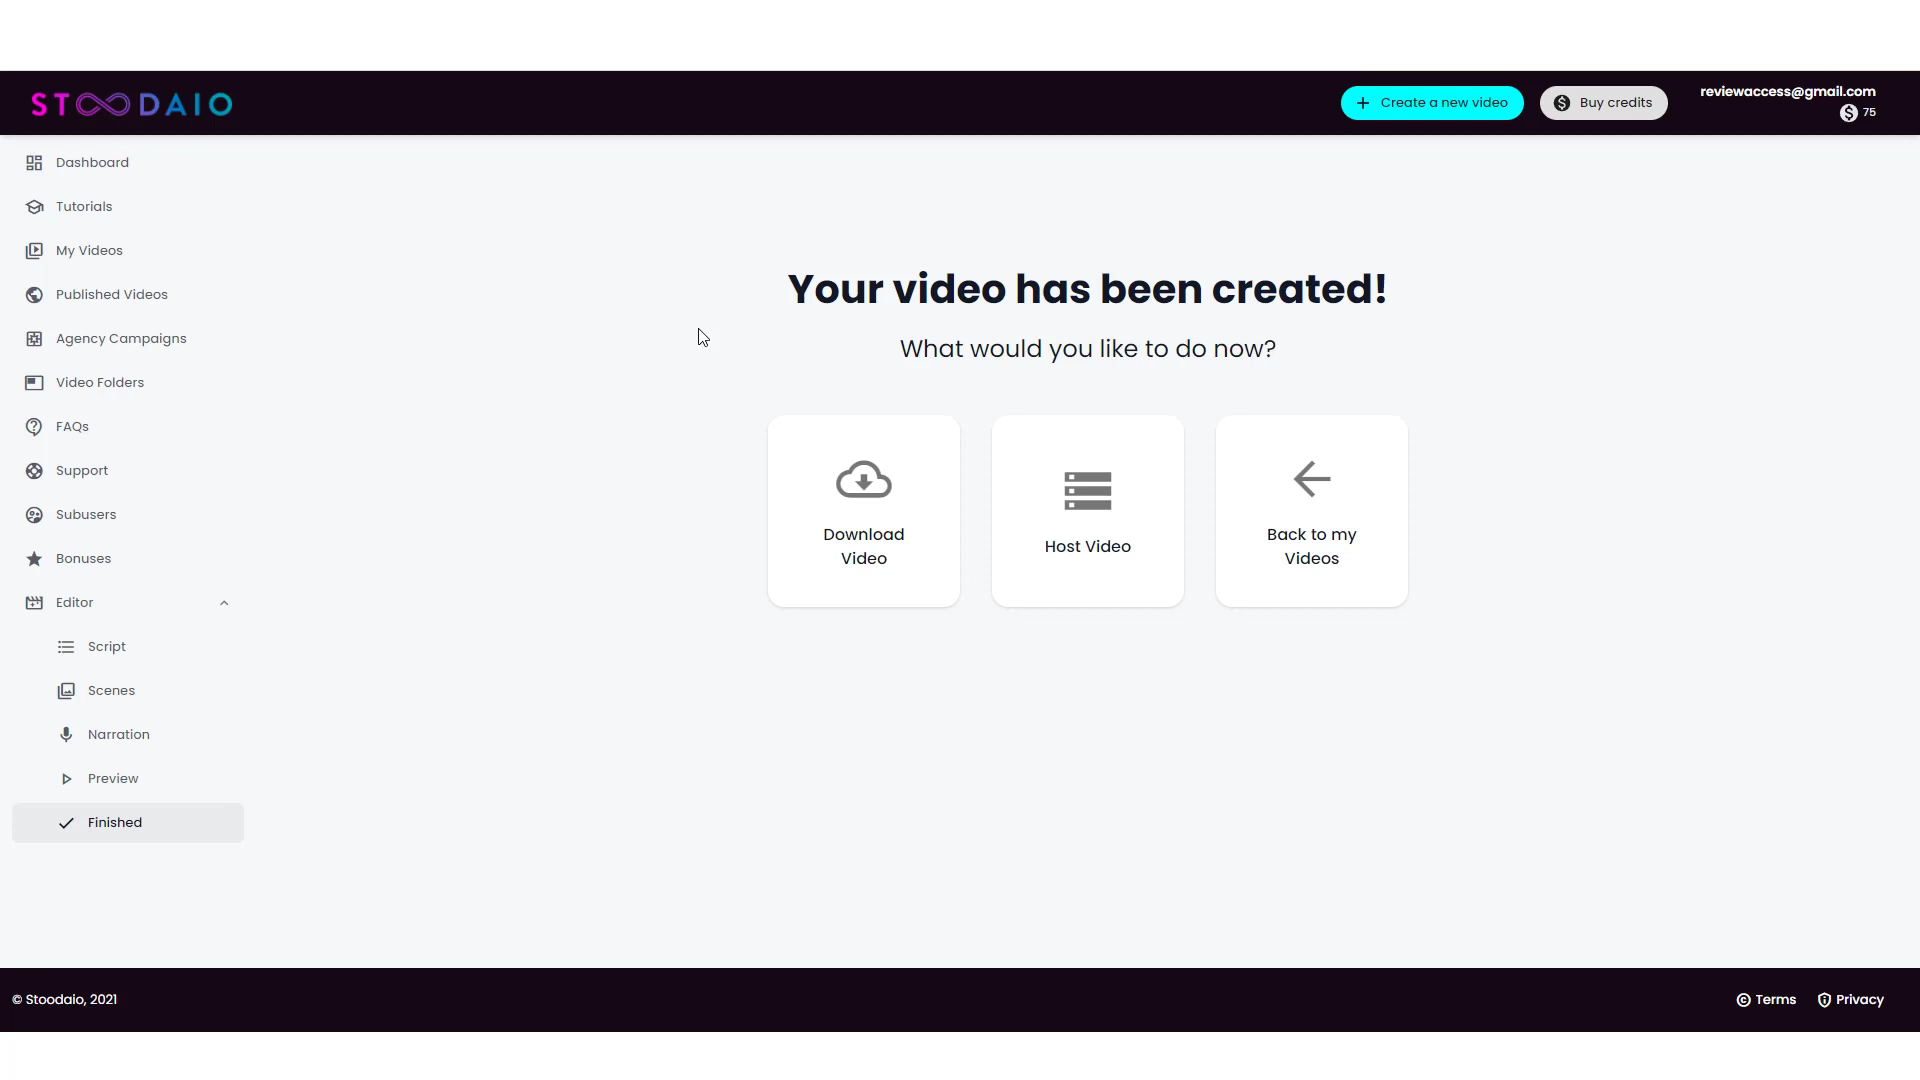 STOODAIO
Create a new video
Buy credits
reviewaccess@gmail.com
75
Dashboard
Tutorials
My Videos
Published Videos
Agency Campaigns
Video Folders
FAQs
Support
Subusers
Bonuses
Editor
Script
Scenes
Narration
Preview
Finished
Your video has been created!
What would you like to do now?
Download
Video
Host Video
Back to my
Videos
© Stoodaio, 2021
Terms
Privacy